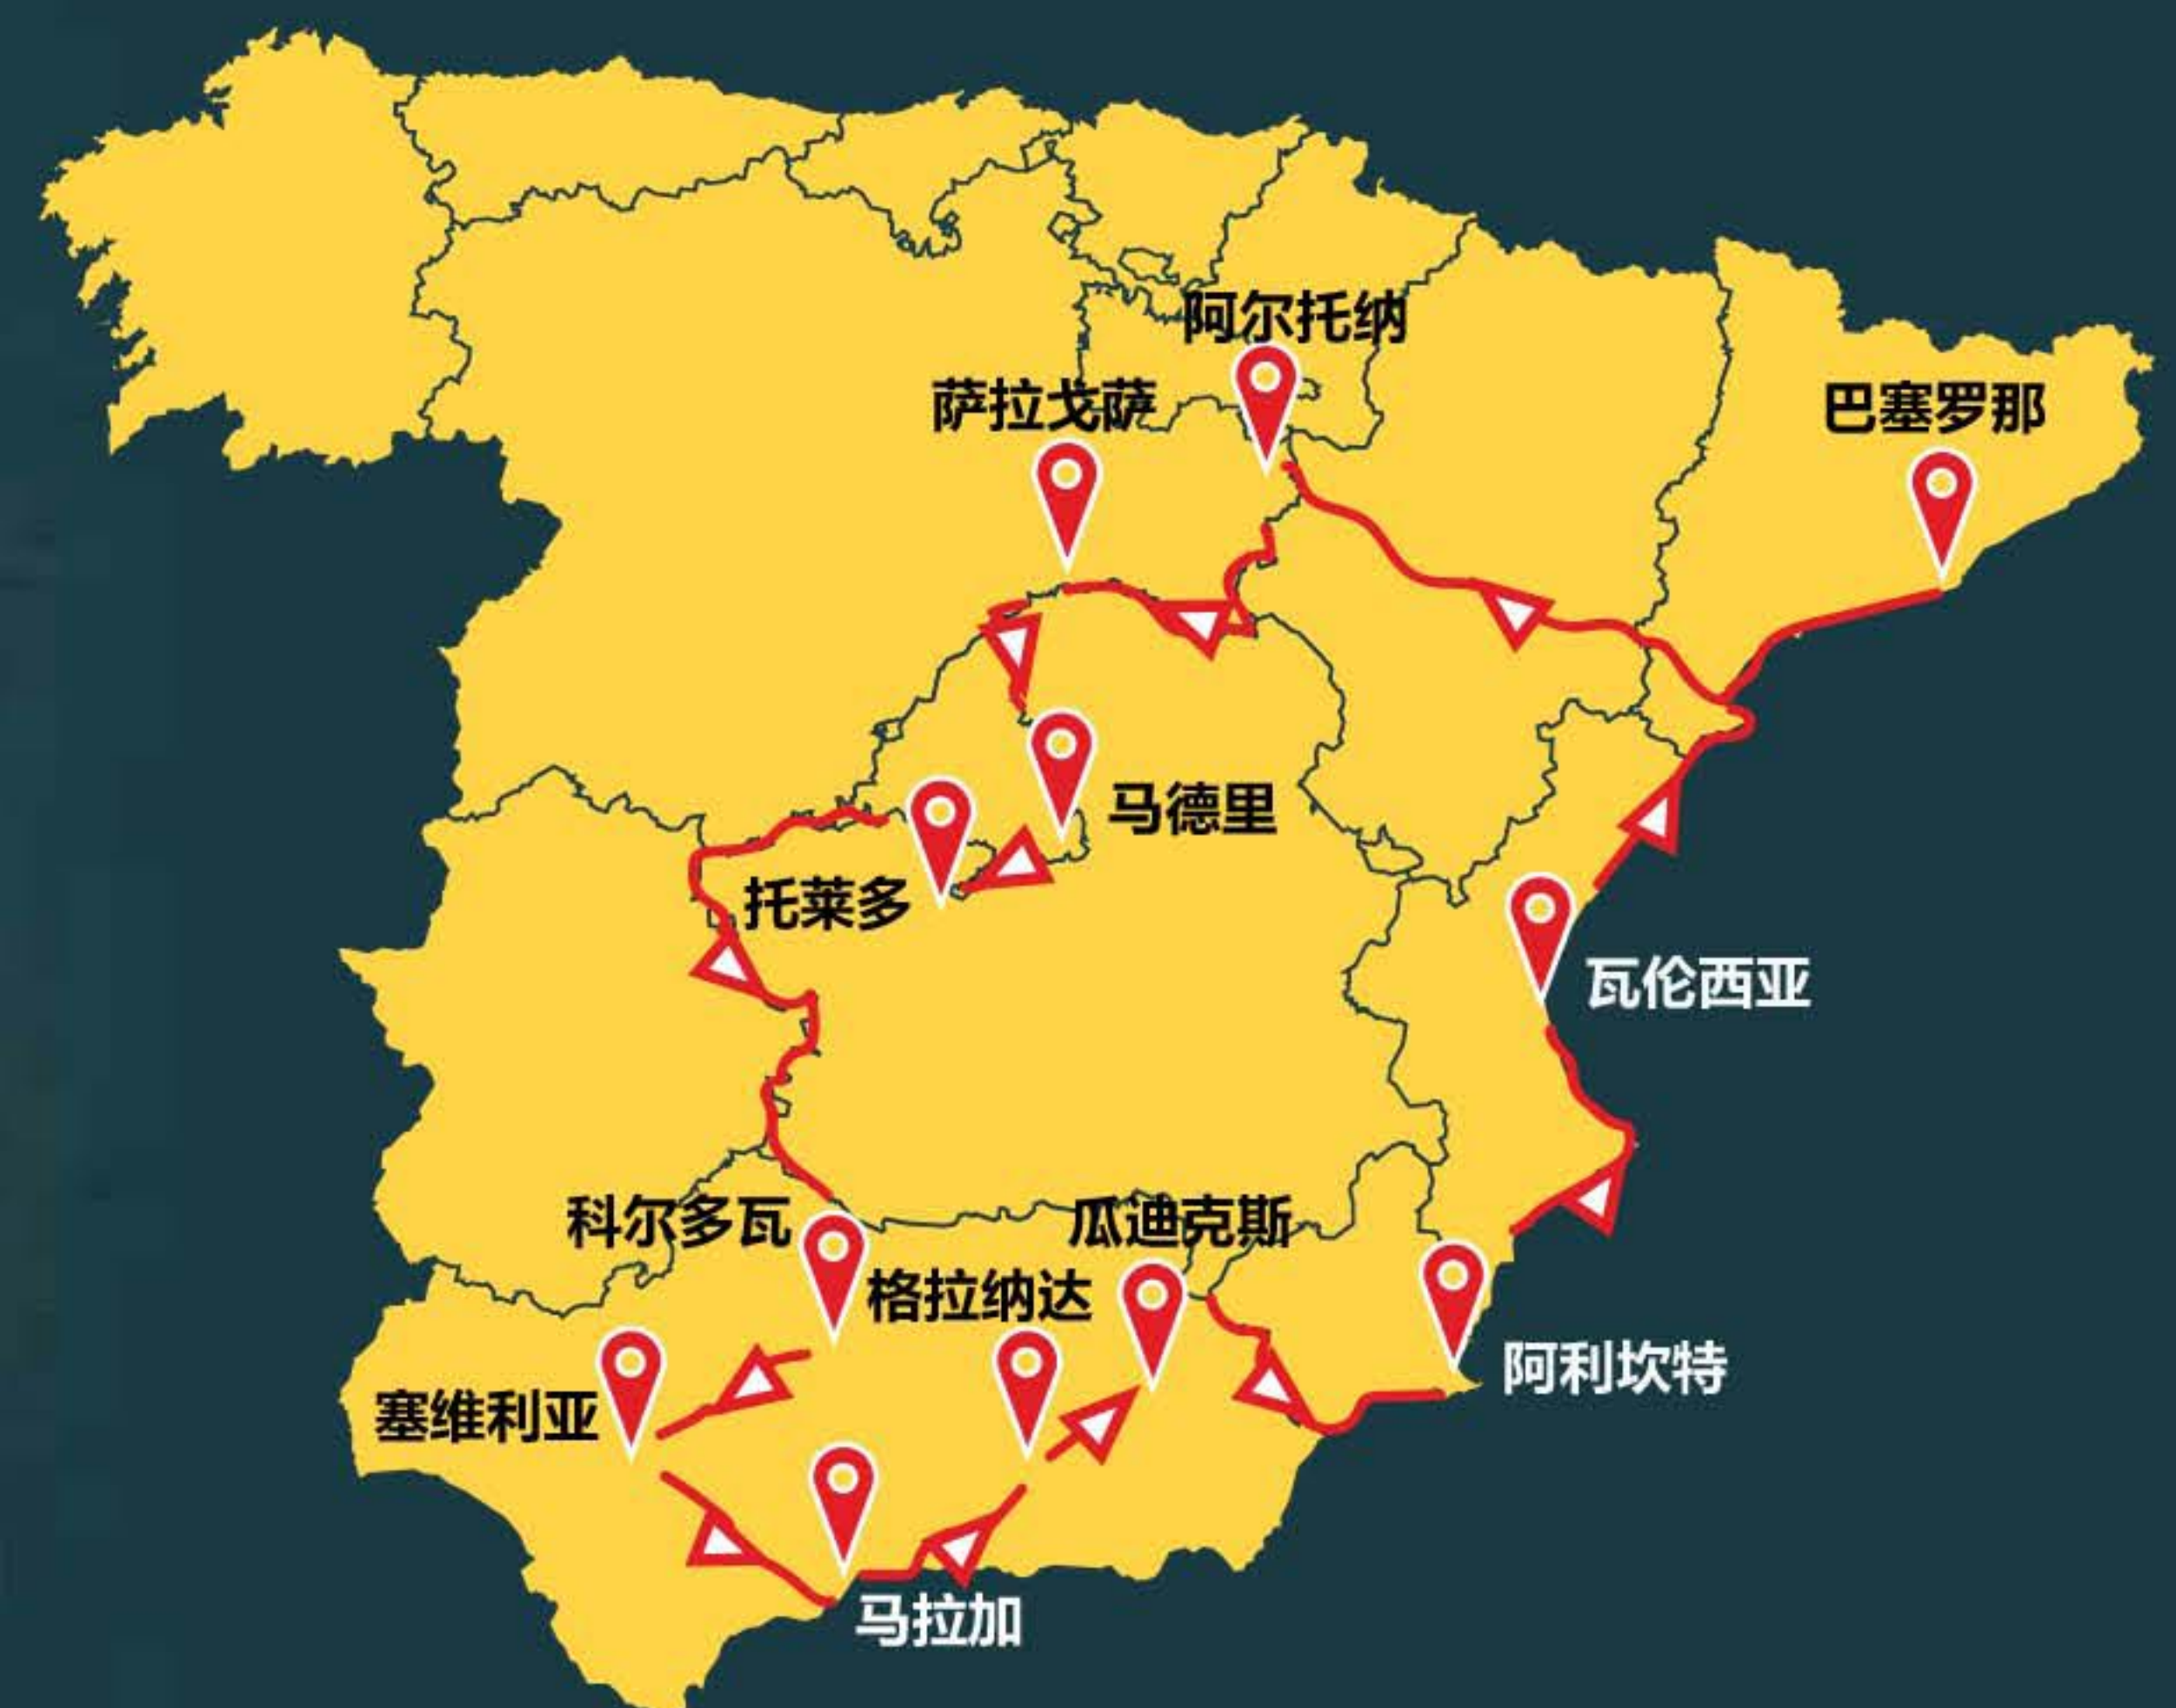 阿尔托纳
萨拉戈萨
巴塞罗那
马德里
托莱多
瓦伦西亚
科尔多瓦
瓜迪克斯
格拉纳达
阿利坎特
塞维利亚
马拉加